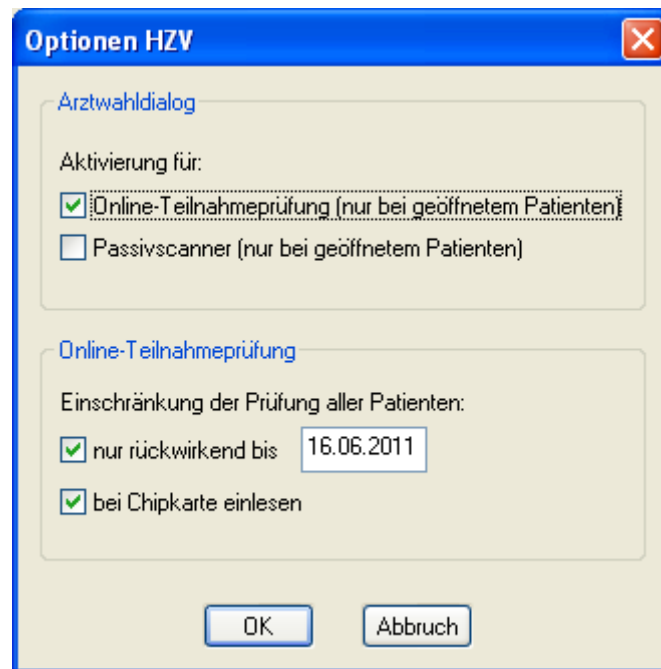 Optionen HZV
Arztwahldialog
Aktivierung für:
Online-Teilnahmeprüfung (nur bei geöffnetem Patienten)
Passivscanner (nur bei geöffnetem Patienten)
Online-Teilnahmeprüfung
Einschränkung der Prüfung aller Patienten:
nur rückwirkend bis 16.06.2011
bei Chipkarte einlesen
OK Abbruch